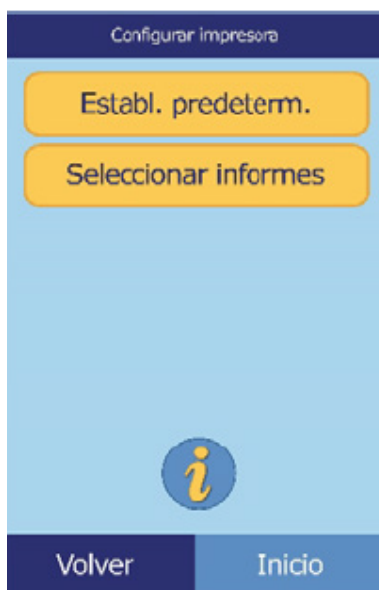 Configurar impresora
Establ. predeterm.
Seleccionar informes
i
Volver
Inicio